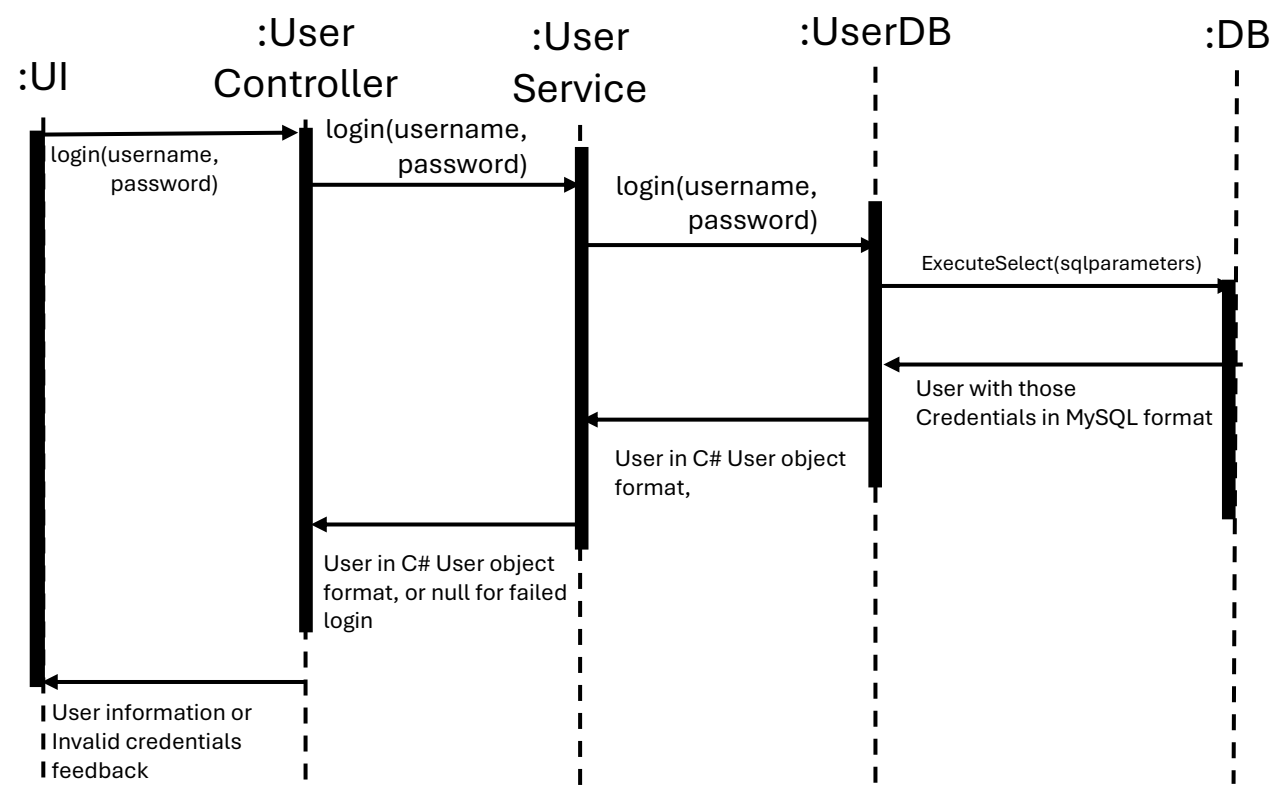 :UI
:User
Controller
:User
Service
:UserDB
:DB
login(username,
password)
login(username,
password)
login(username,
password)
ExecuteSelect(sqlparameters)
User with those
Credentials in MySQL format
User in C# User object
format,
User in C# User object
format, or null for failed
login
User information or
Invalid credentials
feedback